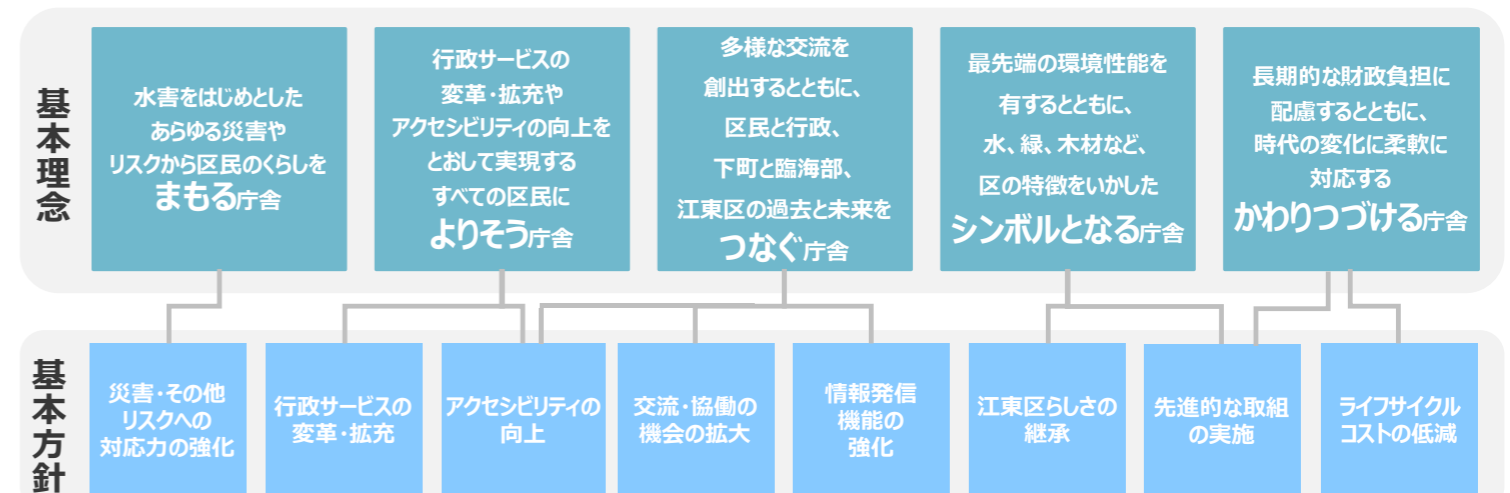 基本理念
水害をはじめとした
あらゆる災害や
リスクから区民のくらしを
まもる庁舎
行政サービスの
変革・拡充や
アクセシビリティの向上を
とおして実現する
すべての区民に
よりそう庁舎
多様な交流を
創出するとともに、
区民と行政、
下町と臨海部、
江東区の過去と未来を
つなぐ庁舎
最先端の環境性能を
有するとともに、
水、緑、木材など、
区の特徴をいかした
シンボルとなる庁舎
長期的な財政負担に
配慮するとともに、
時代の変化に柔軟に
対応する
かわりつづける庁舎
基本方針
災害・その他
リスクへの
対応力の強化
行政サービスの
変革・拡充
アクセシビリティの
向上
交流・協働の
機会の拡大
情報発信
機能の
強化
江東区らしさの
継承
先進的な取組
の実施
ライフサイクル
コストの低減